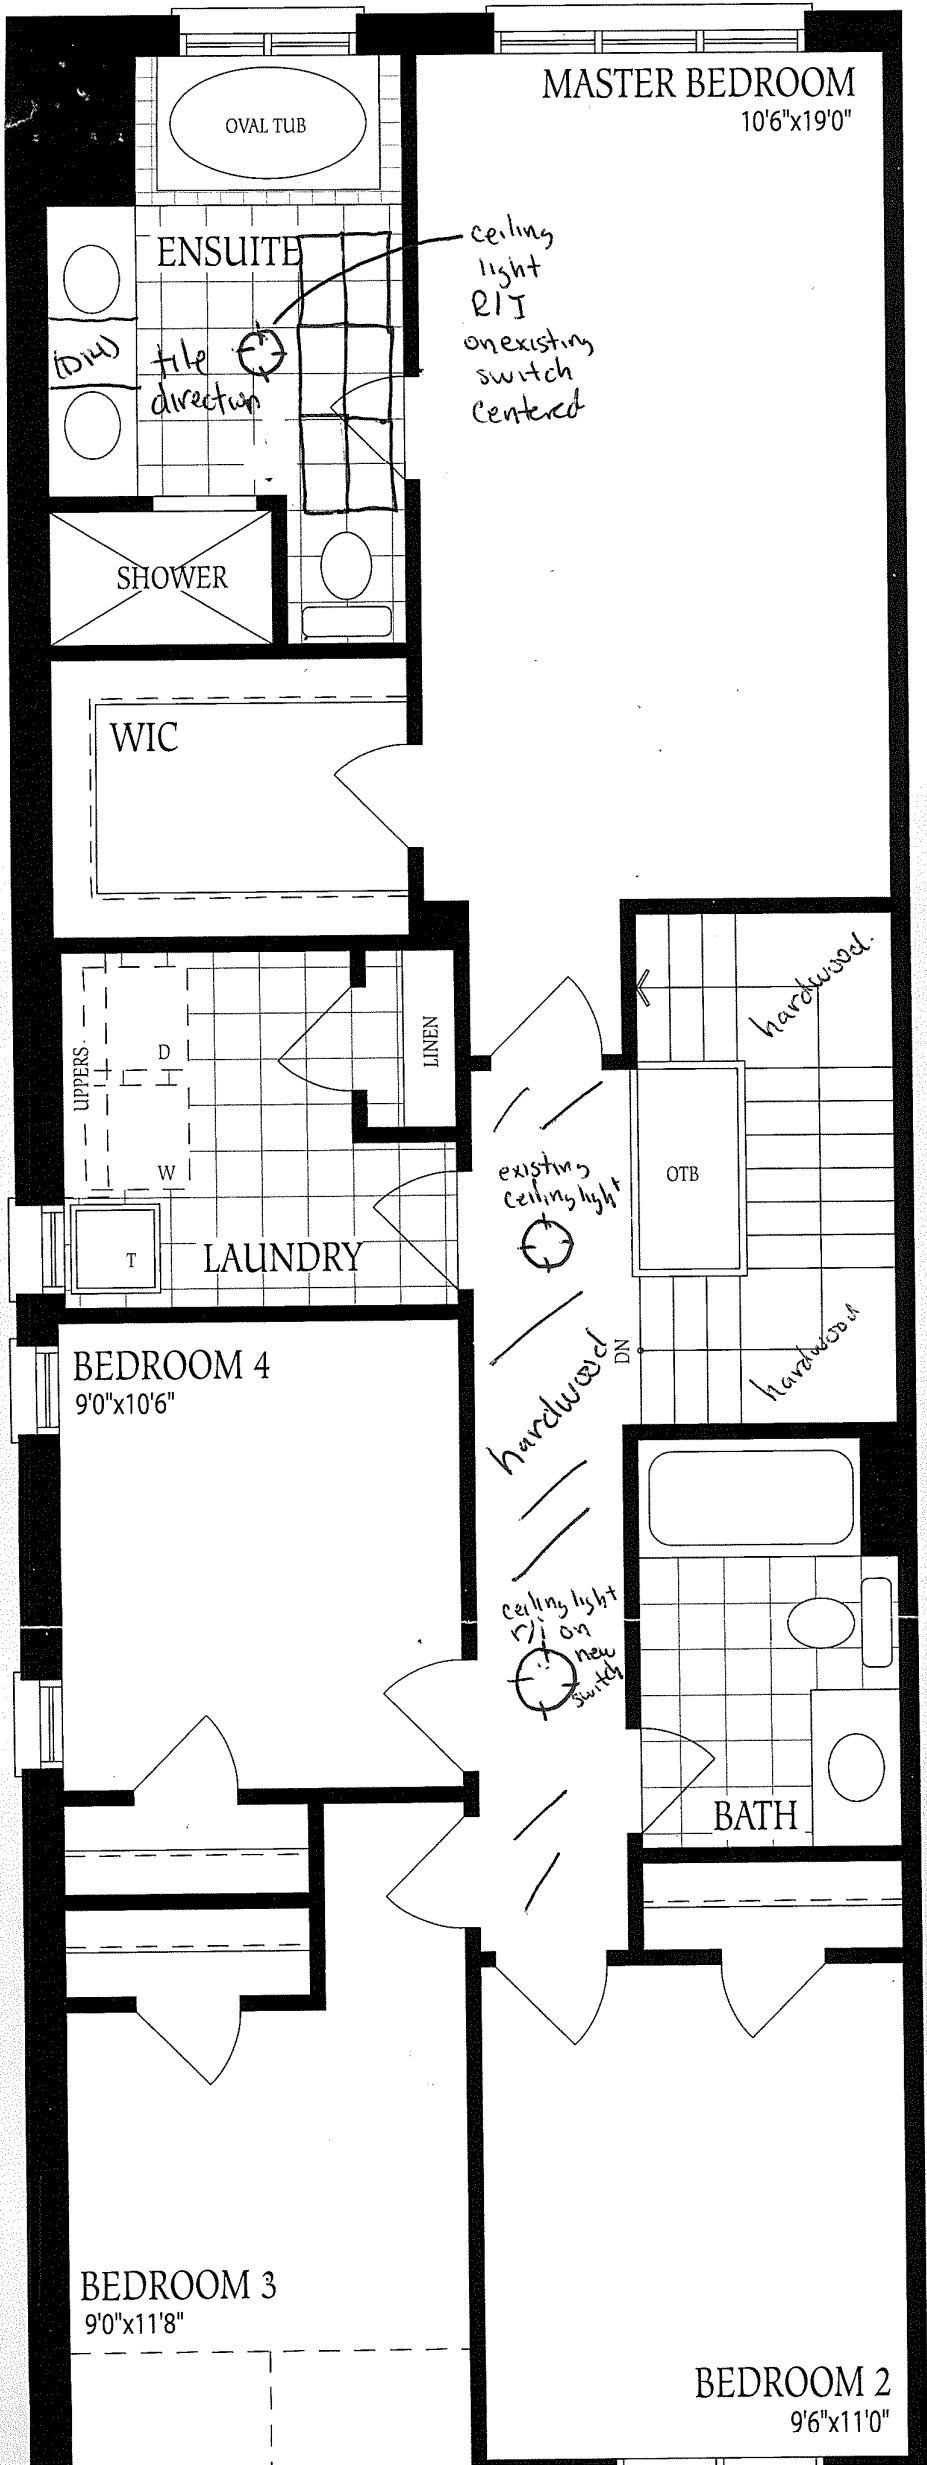 MASTER BEDROOM
10'6"x19'0"
OVAL TUB
ENSUITE
ceiling
light
R/I
on existing
switch
centered
tile
direction
SHOWER
WIC
hardwood.
UPPERS
D
W
LINEN
existing
ceiling light
OTB
T
LAUNDRY
DN
hardwood
hardwood
BEDROOM 4
9'0"x10'6"
ceiling light
r/i on
new
switch
BATH
BEDROOM 3
9'0"x11'8"
BEDROOM 2
9'6"x11'0"